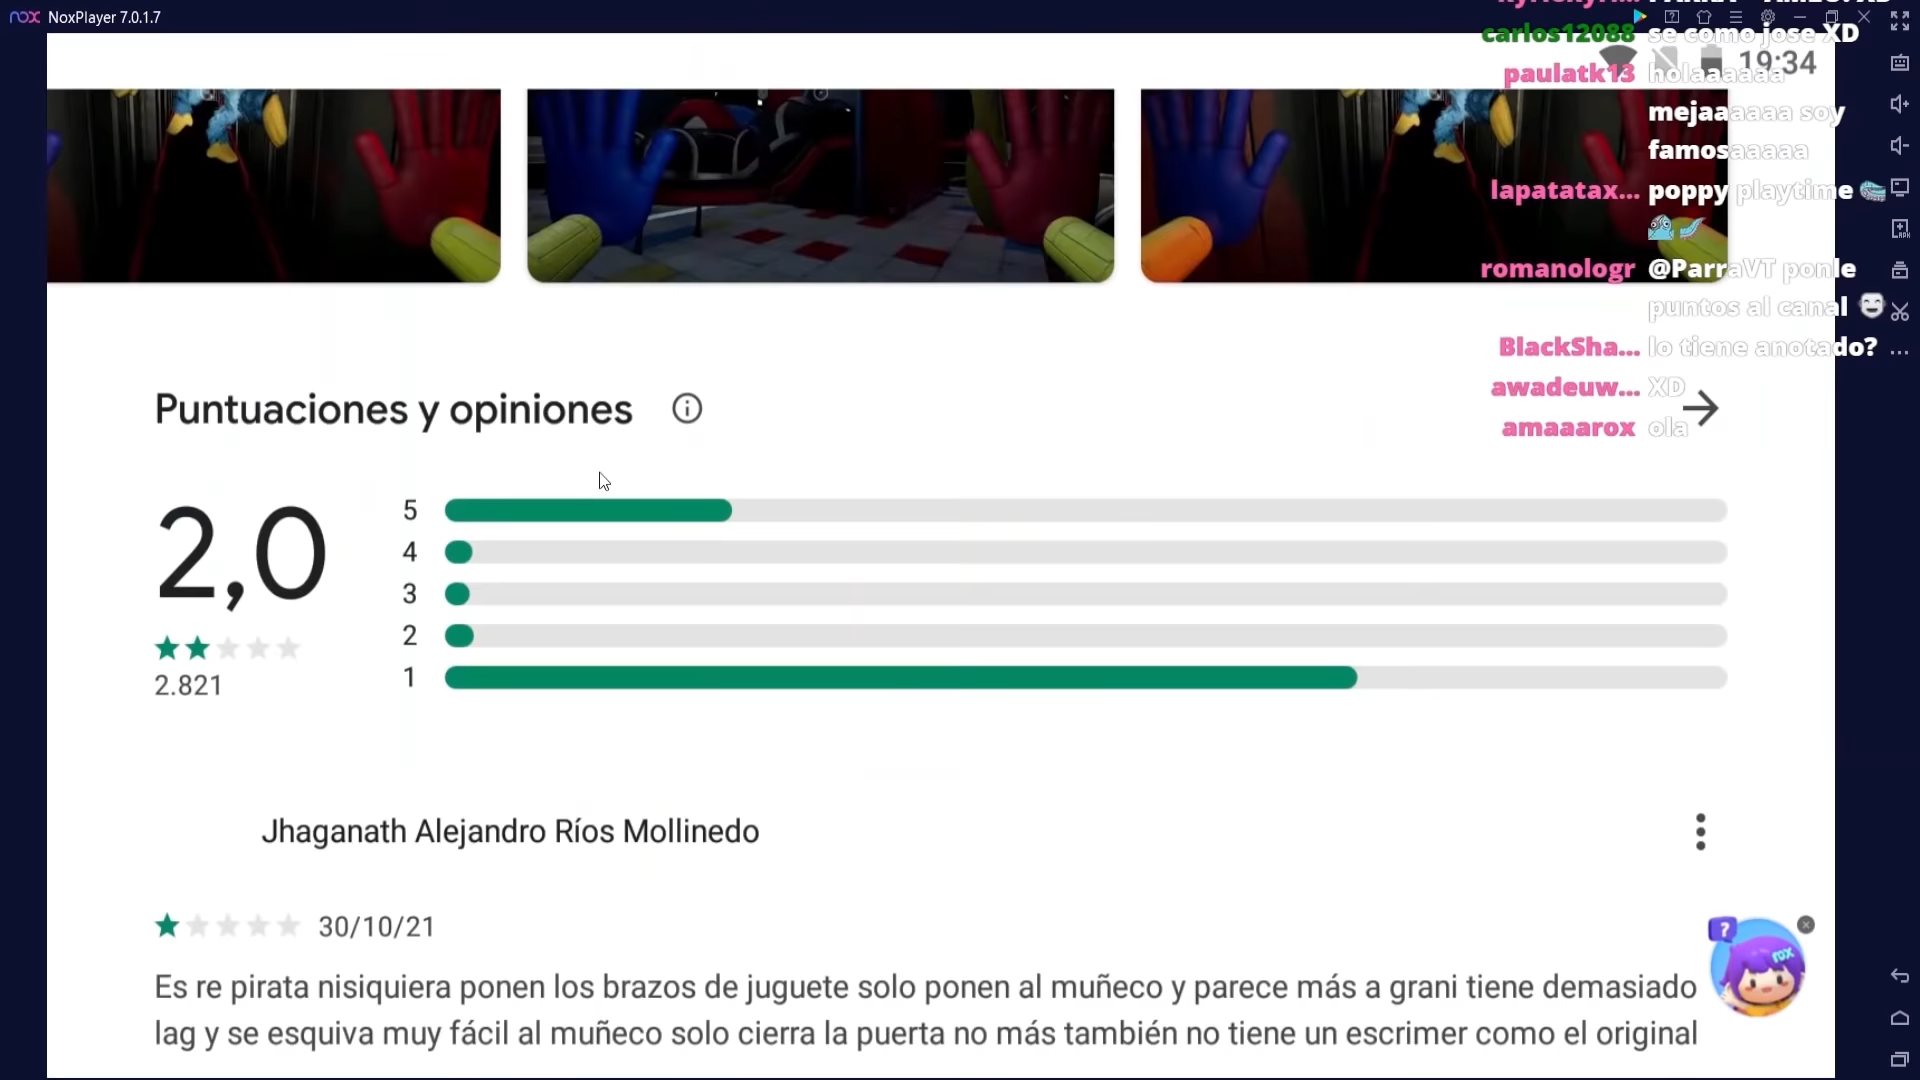 nox NoxPlayer 7.0.1.7
carlos12088 se como jose XD
19:34
paulatk13 holaaaaaa
mejaaaaaa soy
famosaaaaa
lapatatax... poppy playtime
romanologr @ParraVT ponle
puntos al canal
BlackSha... lo tiene anotado?
awadeuw... XD
amaaarox ola
Puntuaciones y opiniones
2,0
5
4
3
2
1
2.821
Jhaganath Alejandro Ríos Mollinedo
30/10/21
Es re pirata nisiquiera ponen los brazos de juguete solo ponen al muñeco y parece más a grani tiene demasiado
lag y se esquiva muy fácil al muñeco solo cierra la puerta no más también no tiene un escrimer como el original